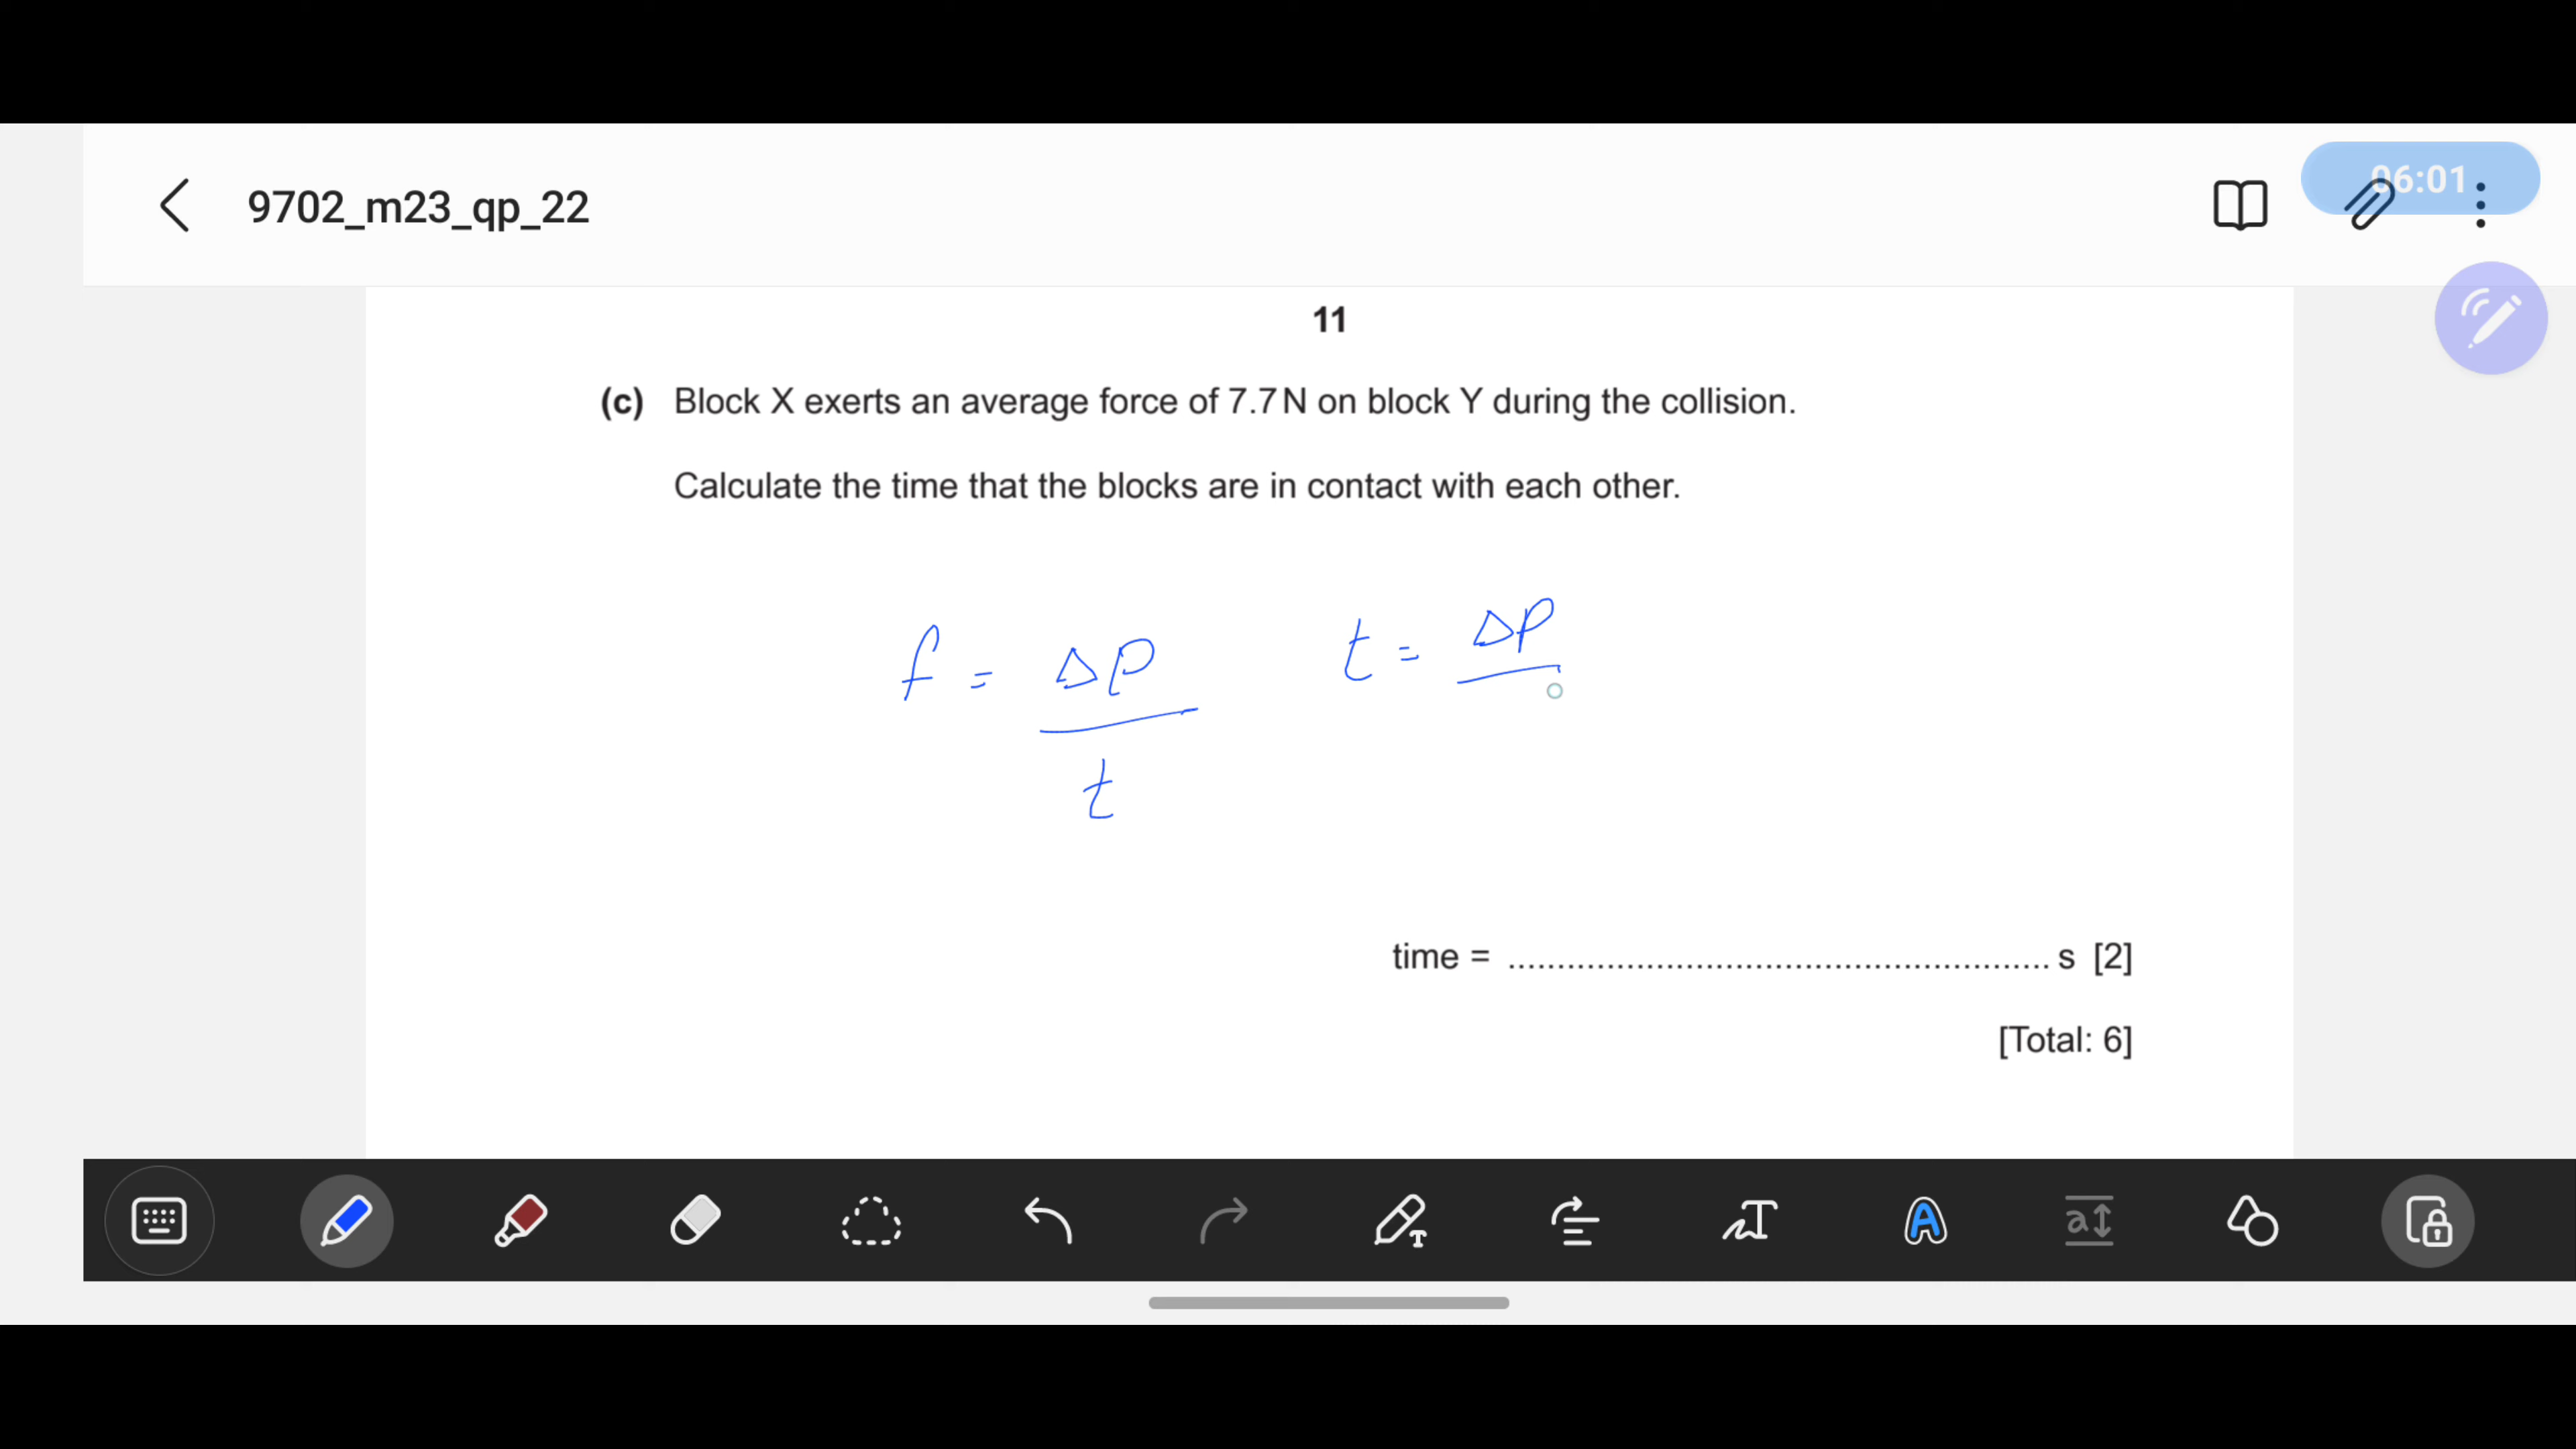 9702_m23_qp_22
06:01
11
(c) Block X exerts an average force of 7.7 N on block Y during the collision.
Calculate the time that the blocks are in contact with each other.
f = Δp / t
t = Δp
time = ........................................................ s [2]
[Total: 6]